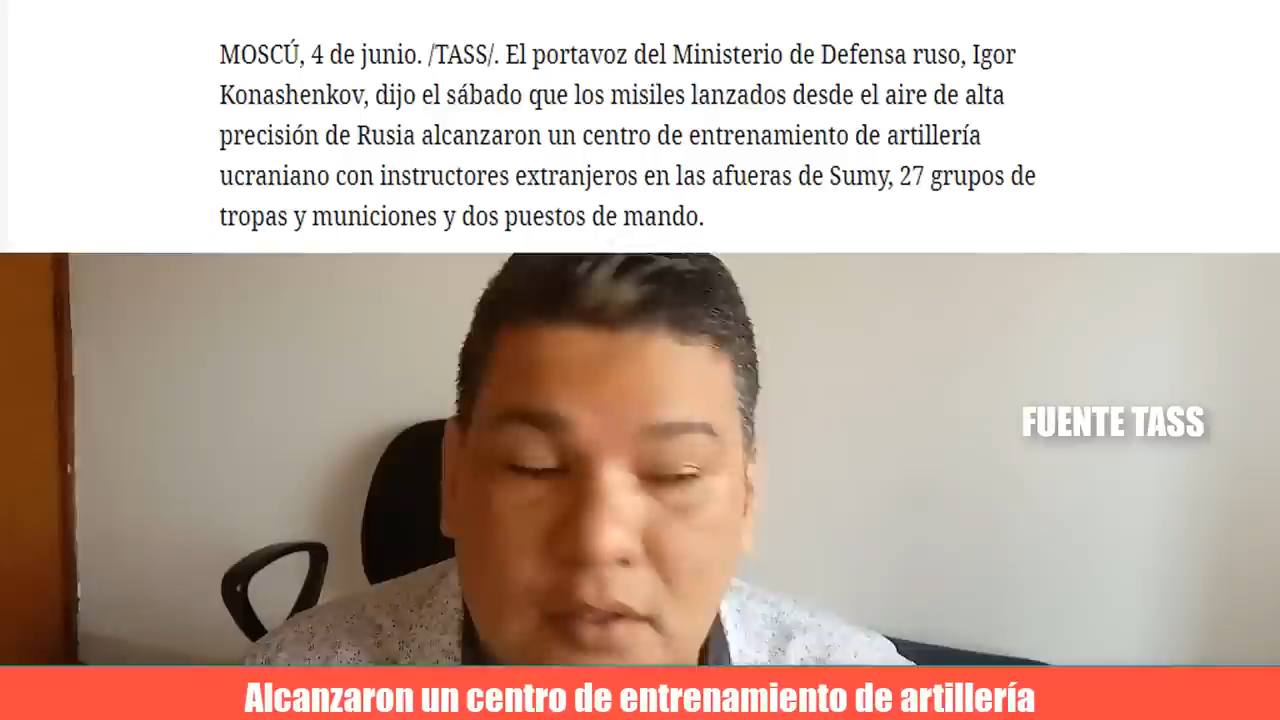 MOSCÚ, 4 de junio. /TASS/. El portavoz del Ministerio de Defensa ruso, Igor
Konashenkov, dijo el sábado que los misiles lanzados desde el aire de alta
precisión de Rusia alcanzaron un centro de entrenamiento de artillería
ucraniano con instructores extranjeros en las afueras de Sumy, 27 grupos de
tropas y municiones y dos puestos de mando.
FUENTE TASS
Alcanzaron un centro de entrenamiento de artillería